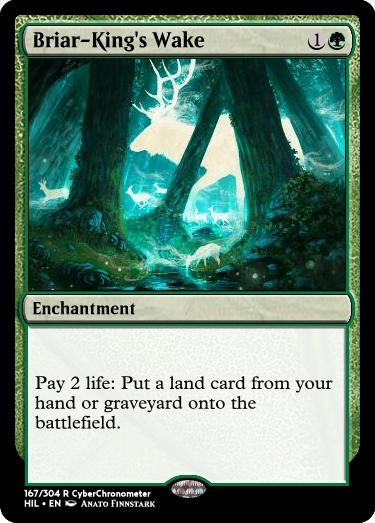 Briar-King's Wake 1
Enchantment
Pay 2 life: Put a land card from your
hand or graveyard onto the
battlefield.
167/304 R CyberChronometer
HIL • EN Anato Finnstark